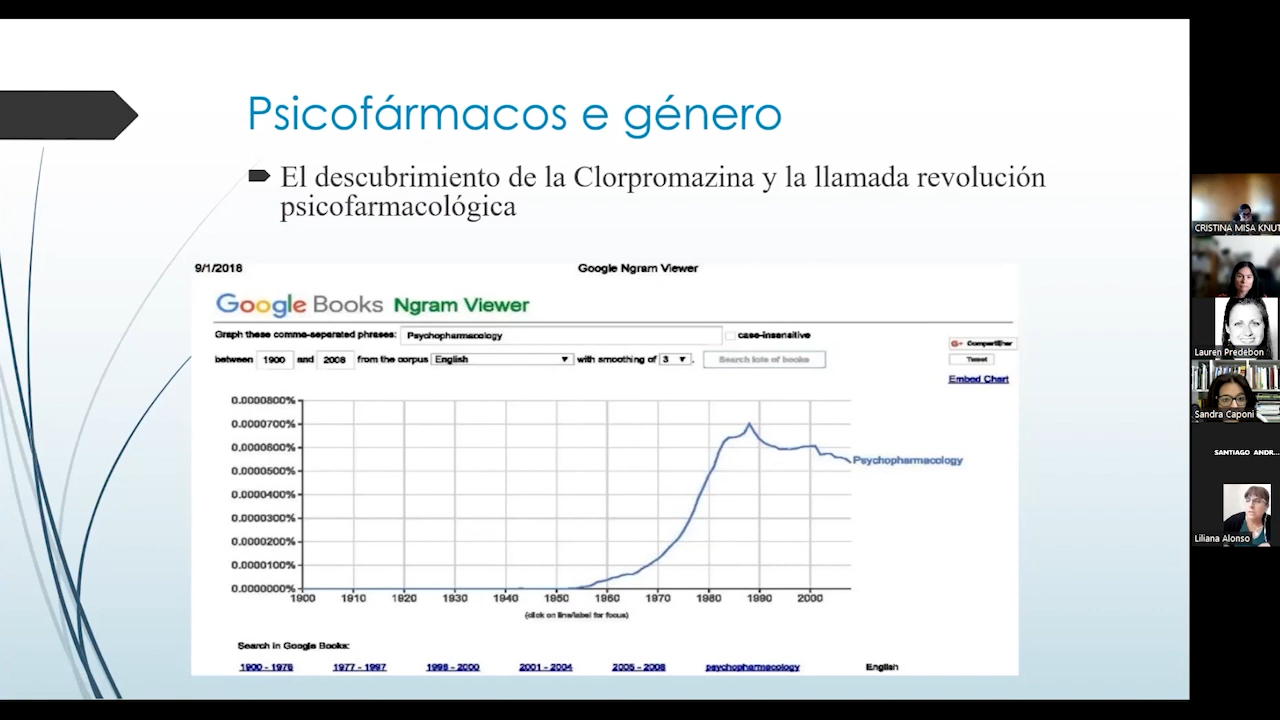 Psicofármacos e género
El descubrimiento de la Clorpromazina y la llamada revolución
psicofarmacológica
9/1/2018 Google Ngram Viewer
Google Books Ngram Viewer
Graph these comma-separated phrases: Psychopharmacology case-insensitive
between 1900 and 2008 from the corpus English with smoothing of 3 . Search lots of books
G+ Compartilhar
Tweet
Embed Chart
0.0000800%
0.0000700%
0.0000600%
0.0000500%
0.0000400%
0.0000300%
0.0000200%
0.0000100%
0.0000000%
Psychopharmacology
1900 1910 1920 1930 1940 1950 1960 1970 1980 1990 2000
(click on line/label for focus)
Search in Google Books:
1900 - 1976 1977 - 1997 1998 - 2000 2001 - 2004 2005 - 2008 psychopharmacology English
CRISTINA MISA KNUT
Lauren Predebon
Sandra Caponi
SANTIAGO ANDR...
Liliana Alonso